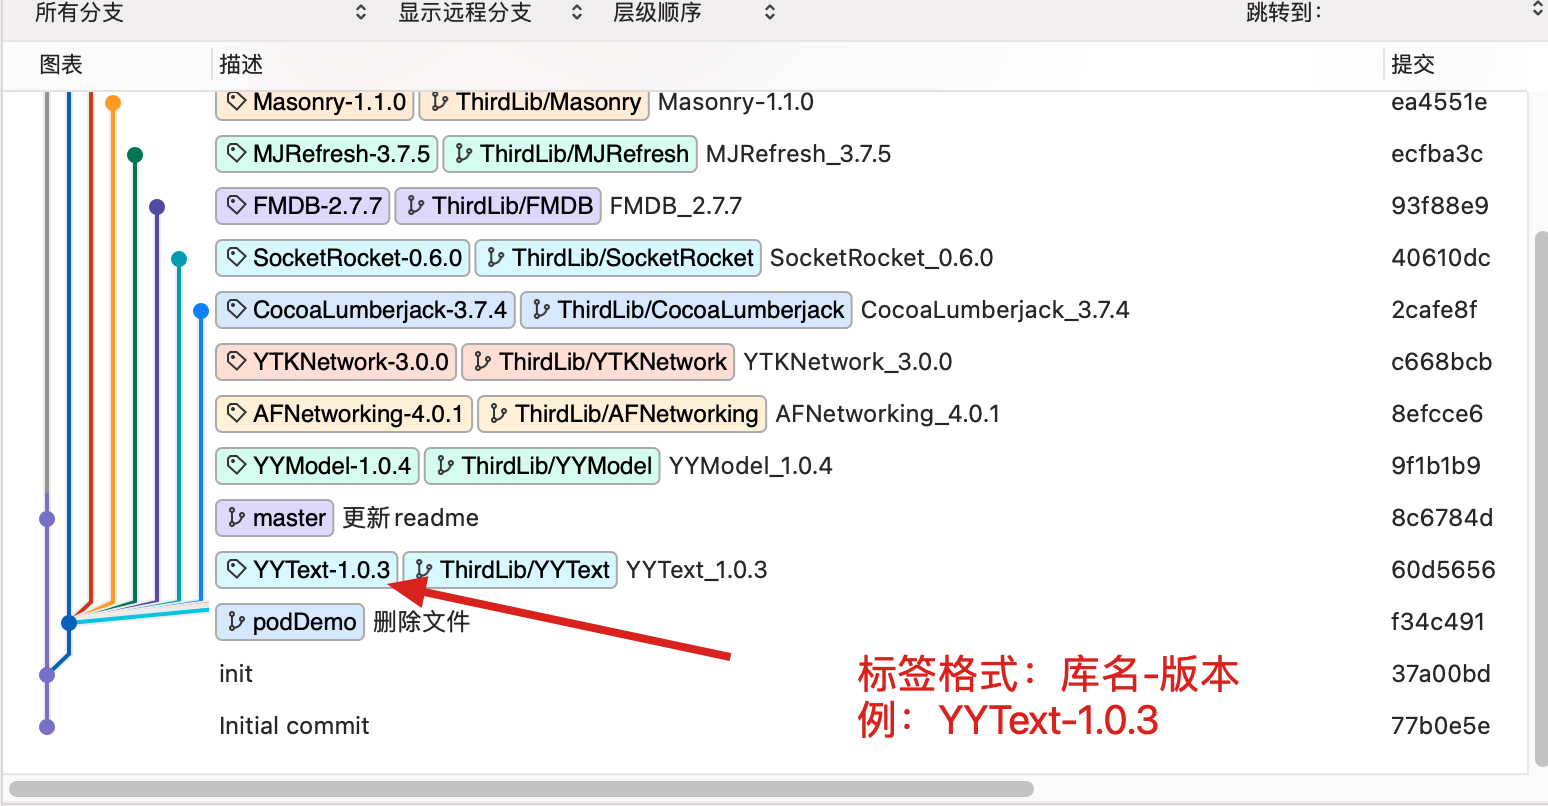 所有分支 显示远程分支 层级顺序 跳转到：
图表 描述 提交
Masonry-1.1.0 ThirdLib/Masonry Masonry-1.1.0 ea4551e
MJRefresh-3.7.5 ThirdLib/MJRefresh MJRefresh_3.7.5 ecfba3c
FMDB-2.7.7 ThirdLib/FMDB FMDB_2.7.7 93f88e9
SocketRocket-0.6.0 ThirdLib/SocketRocket SocketRocket_0.6.0 40610dc
CocoaLumberjack-3.7.4 ThirdLib/CocoaLumberjack CocoaLumberjack_3.7.4 2cafe8f
YTKNetwork-3.0.0 ThirdLib/YTKNetwork YTKNetwork_3.0.0 c668bcb
AFNetworking-4.0.1 ThirdLib/AFNetworking AFNetworking_4.0.1 8efcce6
YYModel-1.0.4 ThirdLib/YYModel YYModel_1.0.4 9f1b1b9
master 更新readme 8c6784d
YYText-1.0.3 ThirdLib/YYText YYText_1.0.3 60d5656
podDemo 删除文件 f34c491
init 37a00bd
标签格式：库名-版本
例：YYText-1.0.3
Initial commit 77b0e5e